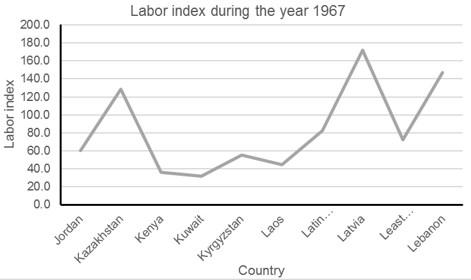 Labor index during the year 1967
200.0
180.0
160.0
140.0
120.0
100.0
80.0
60.0
40.0
20.0
0.0
Labor index
Jordan
Kazakhstan
Kenya
Kuwait
Kyrgyzstan
Laos
Latin...
Latvia
Least...
Lebanon
Country